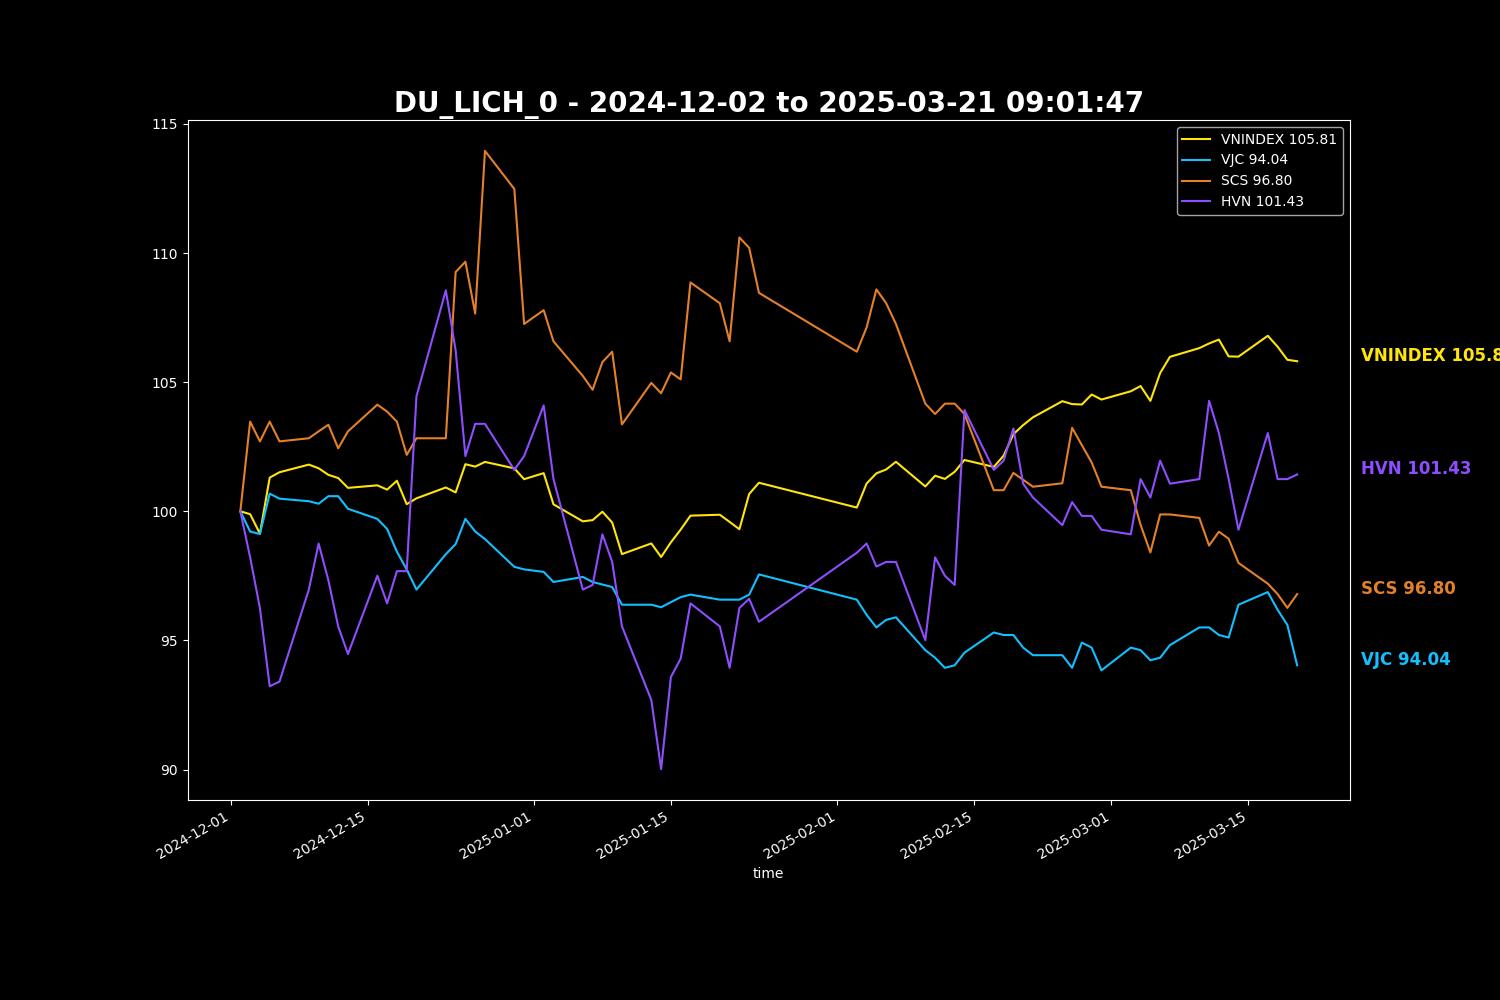 DU_LICH_0 - 2024-12-02 to 2025-03-21 09:01:47
115
110
105
100
95
90
VNINDEX 105.81
VJC 94.04
SCS 96.80
HVN 101.43
VNINDEX 105.8
HVN 101.43
SCS 96.80
VJC 94.04
2024-12-01
2024-12-15
2025-01-01
2025-01-15
2025-02-01
2025-02-15
2025-03-01
2025-03-15
time